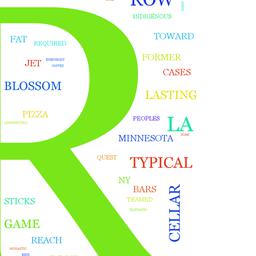 ROW
INDIGENOUS
FAT
REQUIRED
TOWARD
JET
FORMER
CASES
BLOSSOM
LASTING
PIZZA
PEOPLES
LA
MINNESOTA
R
QUEST
TYPICAL
NY
BARS
STICKS
TEAMED
CELLAR
GAME
REACH